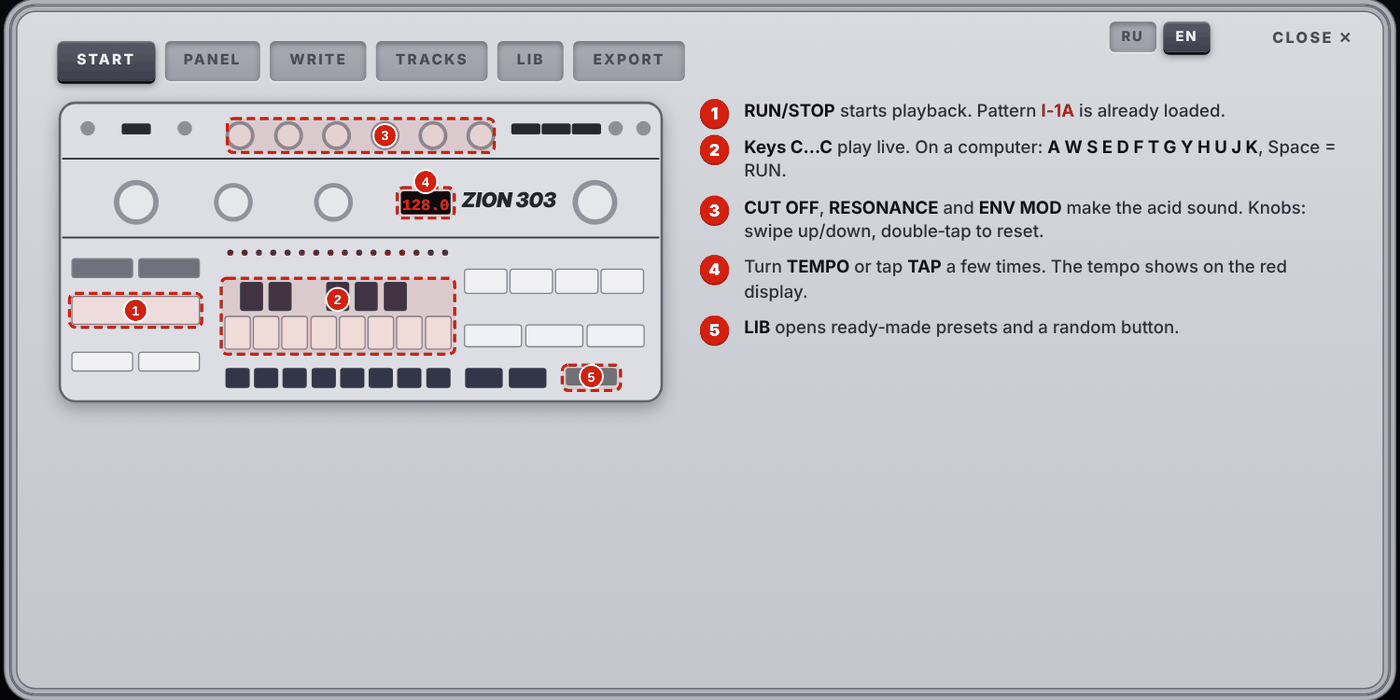 START PANEL WRITE TRACKS LIB EXPORT RU EN CLOSE ×
3
4
128.0 ZION 303
1
2
5
1 RUN/STOP starts playback. Pattern I-1A is already loaded.
2 Keys C...C play live. On a computer: A W S E D F T G Y H U J K, Space =
RUN.
3 CUT OFF, RESONANCE and ENV MOD make the acid sound. Knobs:
swipe up/down, double-tap to reset.
4 Turn TEMPO or tap TAP a few times. The tempo shows on the red
display.
5 LIB opens ready-made presets and a random button.